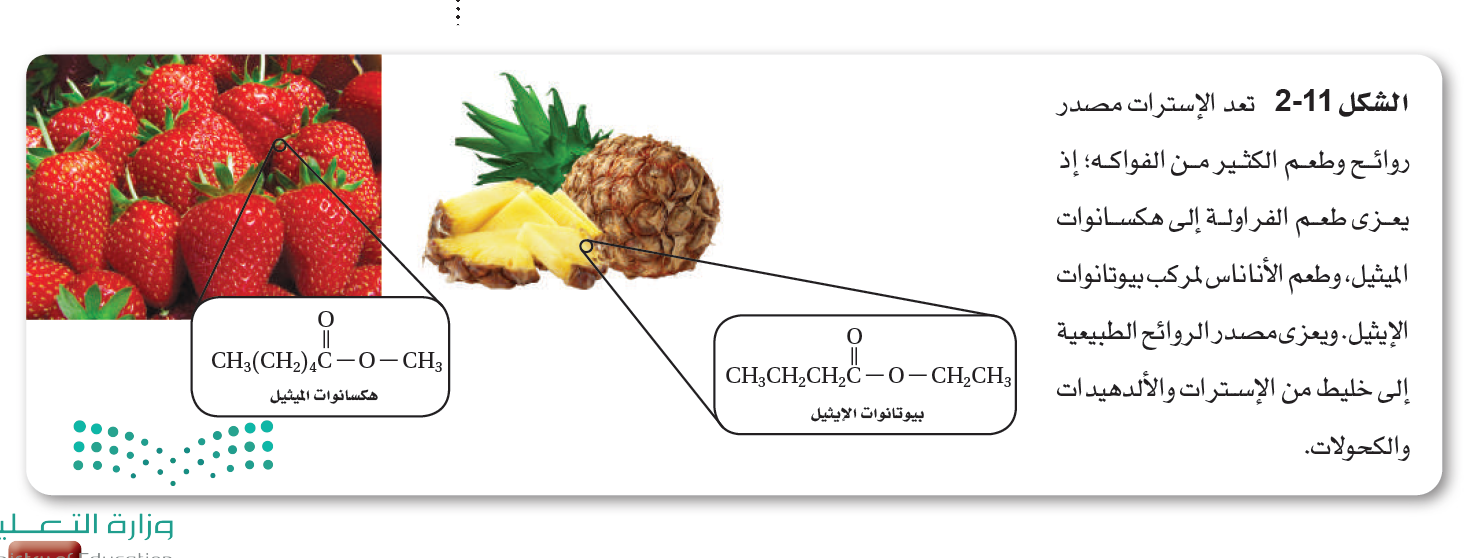 الشكل 11-2 تعد الإسترات مصدر
روائح وطعم الكثير من الفواكه؛ إذ
يعزى طعم الفراولة إلى هكسانوات
الميثيل، وطعم الأناناس لمركب بيوتانوات
الإيثيل. ويعزى مصدر الروائح الطبيعية
إلى خليط من الإسترات والألدهيدات
والكحولات.
O
CH₃CH₂CH₂C—O—CH₂CH₃
بيوتانوات الإيثيل
O
CH₃(CH₂)₄C—O—CH₃
هكسانوات الميثيل
وزارة
Education